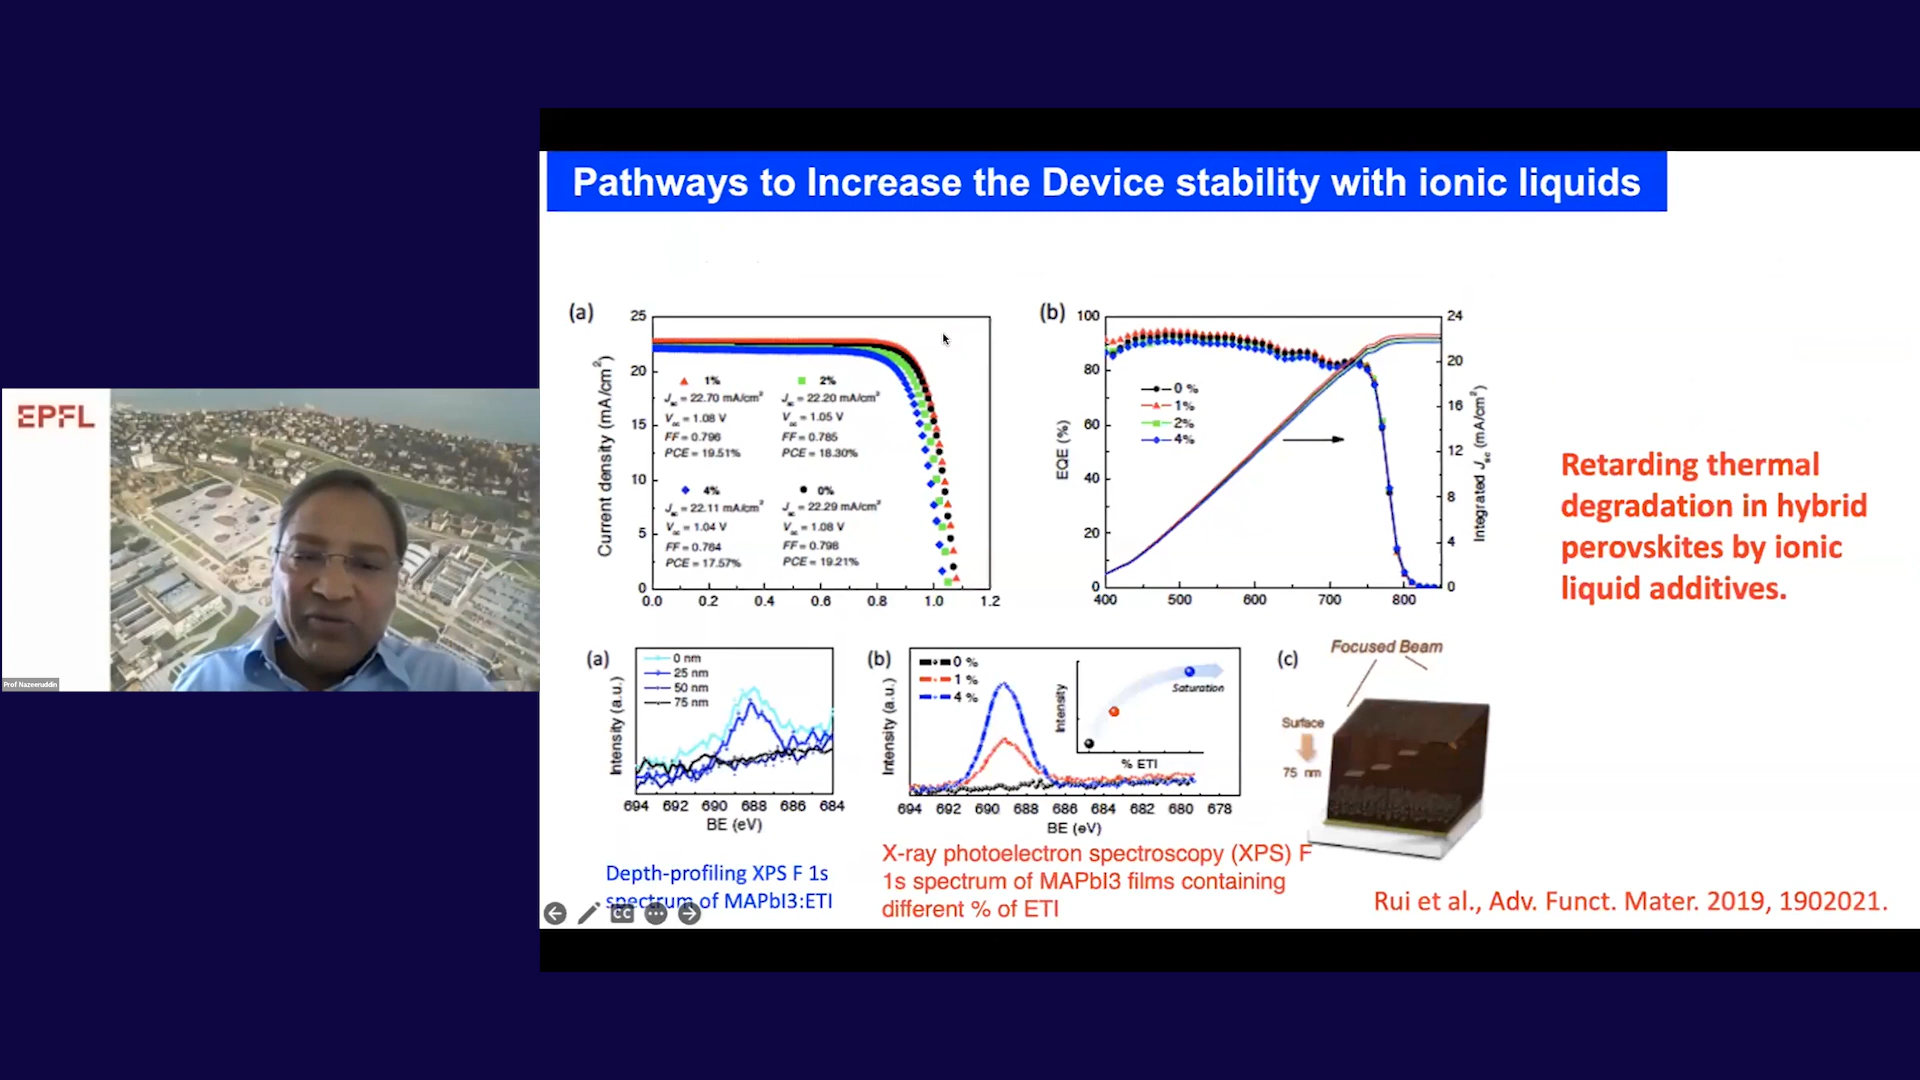 EPFL
Prof Nazeeruddin
Pathways to Increase the Device stability with ionic liquids
(a)
25
20
15
10
5
0
Current density (mA/cm²)
1%
Jsc = 22.70 mA/cm²
Voc = 1.08 V
FF = 0.796
PCE = 19.51%
2%
Jsc = 22.20 mA/cm²
Voc = 1.05 V
FF = 0.785
PCE = 18.30%
4%
Jsc = 22.11 mA/cm²
Voc = 1.04 V
FF = 0.764
PCE = 17.57%
0%
Jsc = 22.29 mA/cm²
Voc = 1.08 V
FF = 0.798
PCE = 19.21%
0.0 0.2 0.4 0.6 0.8 1.0 1.2
(b)
100
80
60
40
20
0
EQE (%)
0 %
1%
2%
4%
24
20
16
12
8
4
0
Integrated Jsc (mA/cm²)
400 500 600 700 800
Retarding thermal
degradation in hybrid
perovskites by ionic
liquid additives.
(a)
Intensity (a.u.)
0 nm
25 nm
50 nm
75 nm
694 692 690 688 686 684
BE (eV)
Depth-profiling XPS F 1s
spectrum of MAPbI3:ETI
CC
(b)
Intensity (a.u.)
0 %
1 %
4 %
Intensity
Saturation
% ETI
694 692 690 688 686 684 682 680 678
BE (eV)
X-ray photoelectron spectroscopy (XPS) F
1s spectrum of MAPbI3 films containing
different % of ETI
(c)
Focused Beam
Surface
75 nm
Rui et al., Adv. Funct. Mater. 2019, 1902021.